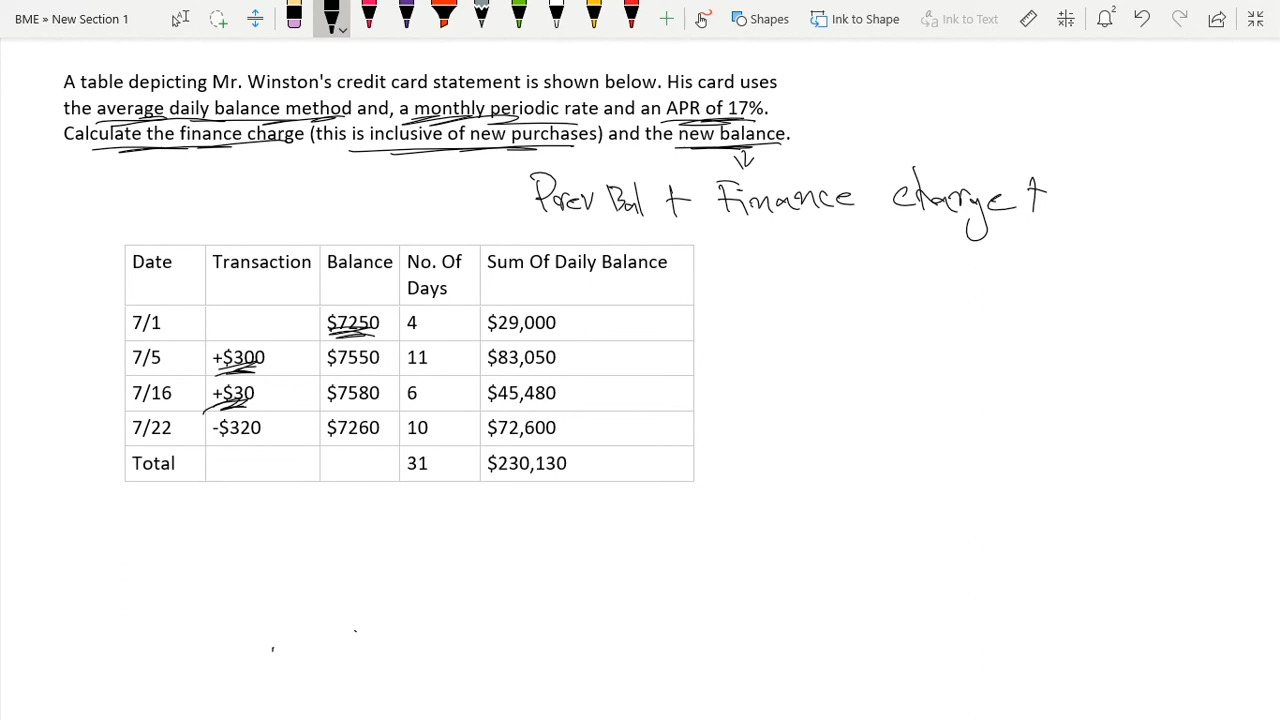 BME » New Section 1
Shapes
Ink to Shape
Ink to Text
2
A table depicting Mr. Winston's credit card statement is shown below. His card uses
the average daily balance method and, a monthly periodic rate and an APR of 17%.
Calculate the finance charge (this is inclusive of new purchases) and the new balance.
Prev Bal + Finance charge +
Date Transaction Balance No. Of Days Sum Of Daily Balance
7/1 $7250 4 $29,000
7/5 +$300 $7550 11 $83,050
7/16 +$30 $7580 6 $45,480
7/22 -$320 $7260 10 $72,600
Total 31 $230,130